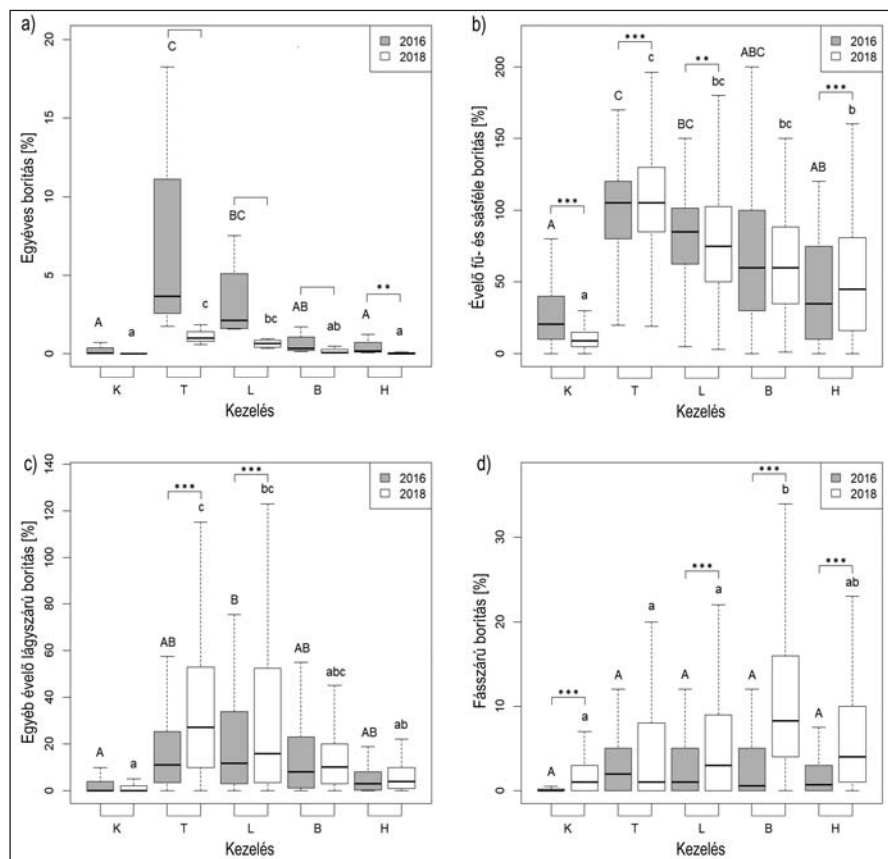 a)
Egyéves borítás [%]
20
15
10
5
0
2016
2018
C
BC
**
A
a
c
bc
AB
ab
A
a
K T L B H
Kezelés
b)
Évelő fű- és sásféle borítás [%]
200
150
100
50
0
2016
2018
***
**
ABC
***
C
c
BC
bc
bc
AB
b
***
A
a
K T L B H
Kezelés
c)
Egyéb évelő lágyszárú borítás [%]
140
120
100
80
60
40
20
0
2016
2018
***
***
c
bc
A
a
AB
B
AB
abc
AB
ab
K T L B H
Kezelés
d)
Fásszárú borítás [%]
30
20
10
0
2016
2018
***
b
***
***
***
A
a
A
a
A
a
A
A
ab
K T L B H
Kezelés